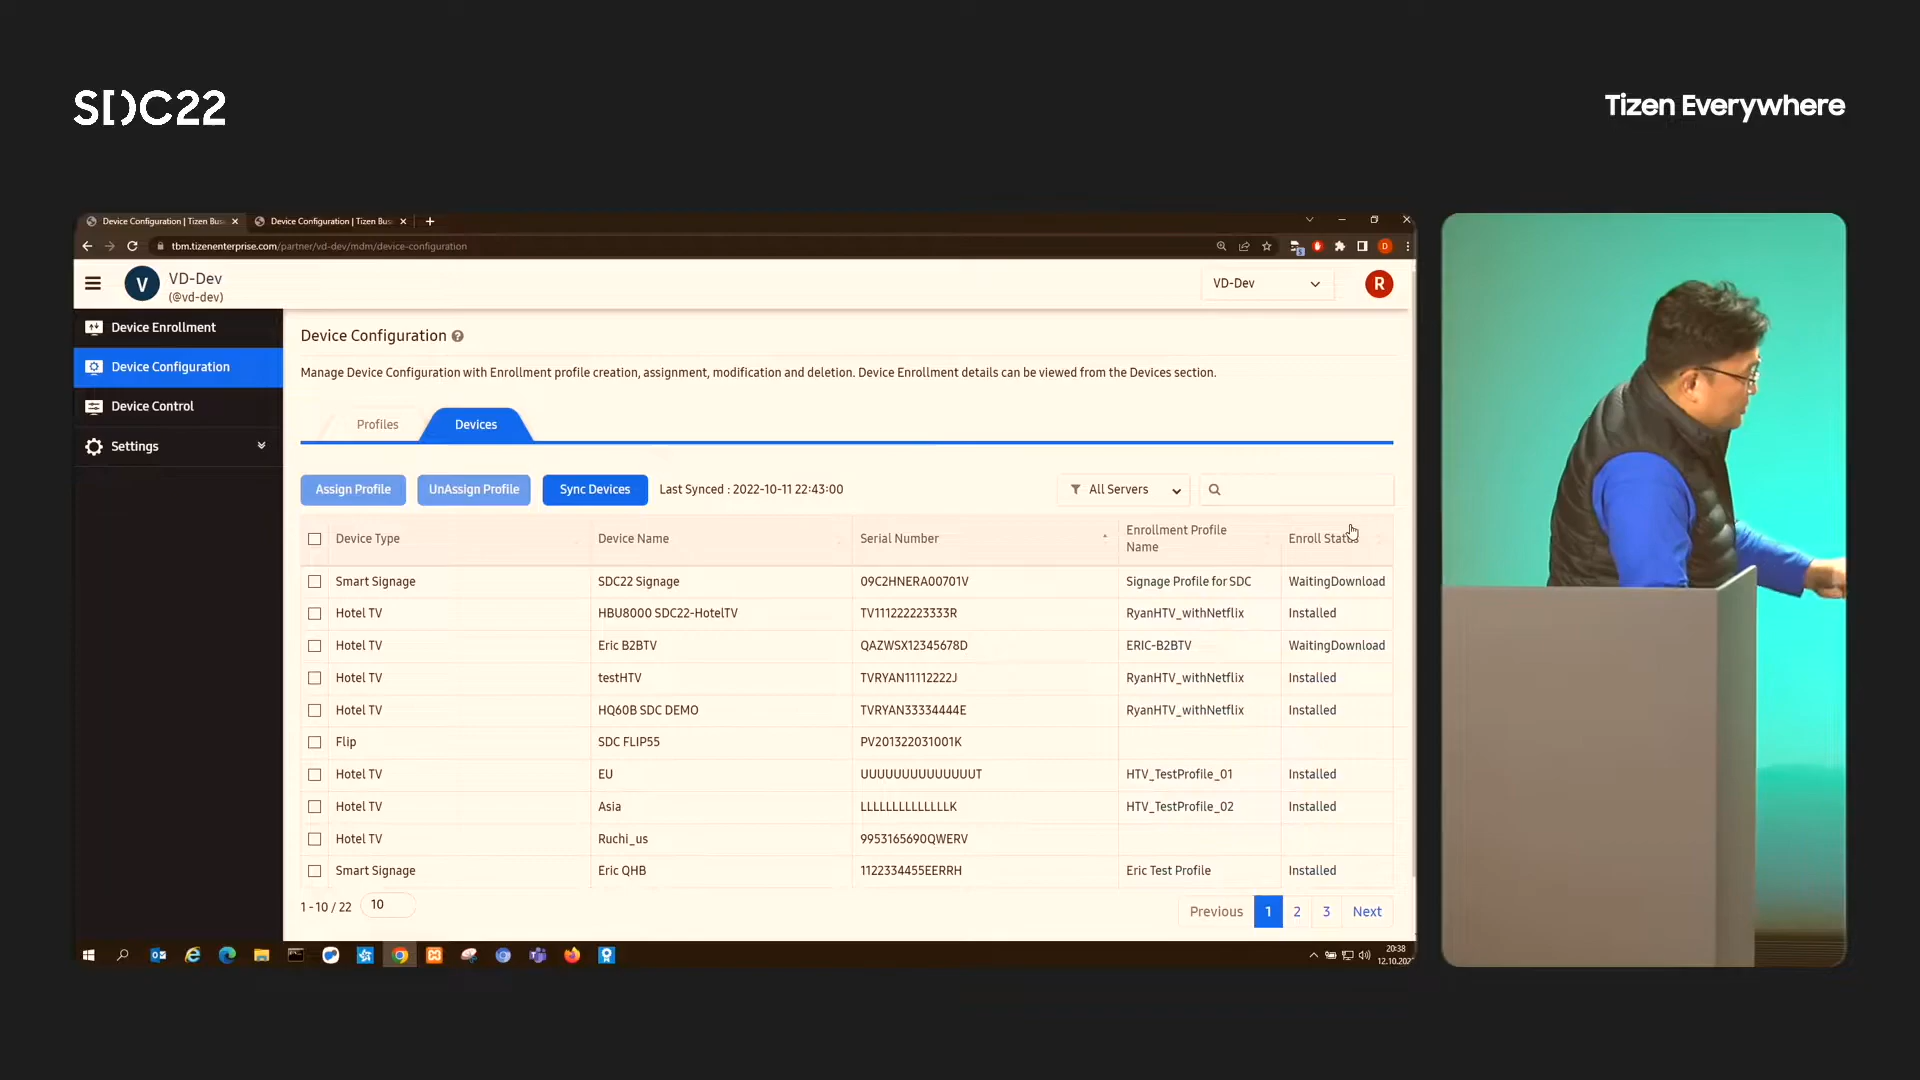 SDC22
Tizen Everywhere
Device Configuration | Tizen Bus
Device Configuration | Tizen Bus
tbm.tizenenterprise.com/partner/vd-dev/mdm/device-configuration
V
VD-Dev
(@vd-dev)
VD-Dev
R
Device Enrollment
Device Configuration
Device Control
Settings
Device Configuration
Manage Device Configuration with Enrollment profile creation, assignment, modification and deletion. Device Enrollment details can be viewed from the Devices section.
Profiles
Devices
Assign Profile
UnAssign Profile
Sync Devices
Last Synced : 2022-10-11 22:43:00
All Servers
Device Type Device Name Serial Number Enrollment Profile Name Enroll Status
Smart Signage SDC22 Signage 09C2HNERA00701V Signage Profile for SDC WaitingDownload
Hotel TV HBU8000 SDC22-HotelTV TV111222223333R RyanHTV_withNetflix Installed
Hotel TV Eric B2BTV QAZWSX12345678D ERIC-B2BTV WaitingDownload
Hotel TV testHTV TVRYAN11112222J RyanHTV_withNetflix Installed
Hotel TV HQ60B SDC DEMO TVRYAN33334444E RyanHTV_withNetflix Installed
Flip SDC FLIP55 PV201322031001K
Hotel TV EU UUUUUUUUUUUUUUT HTV_TestProfile_01 Installed
Hotel TV Asia LLLLLLLLLLLLLLK HTV_TestProfile_02 Installed
Hotel TV Ruchi_us 9953165690QWERV
Smart Signage Eric QHB 1122334455EERRH Eric Test Profile Installed
1 - 10 / 22
10
Previous 1 2 3 Next
20:38
12.10.202